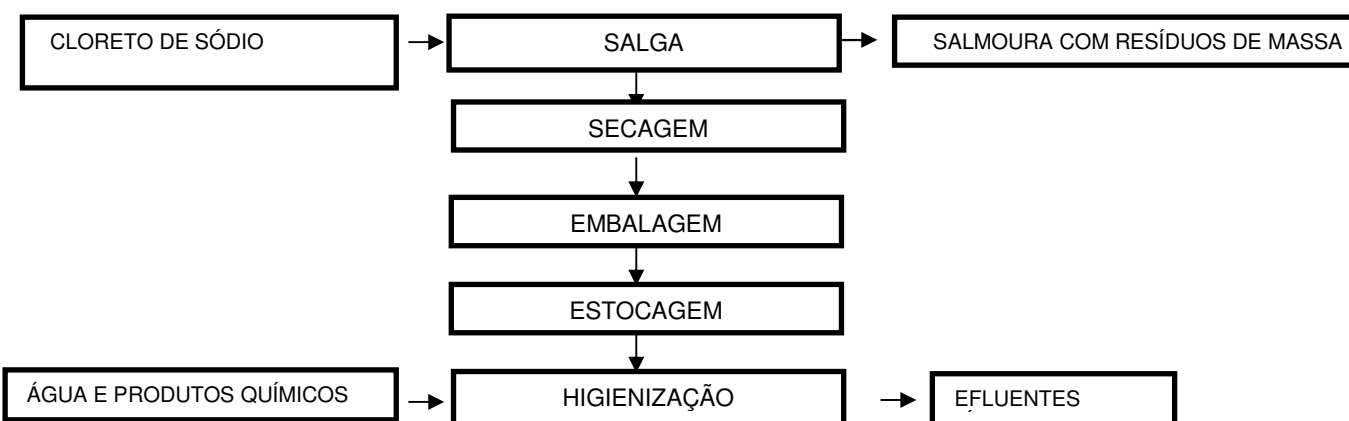 CLORETO DE SÓDIO
SALGA
SALMOURA COM RESÍDUOS DE MASSA
SECAGEM
EMBALAGEM
ESTOCAGEM
ÁGUA E PRODUTOS QUÍMICOS
HIGIENIZAÇÃO
EFLUENTES